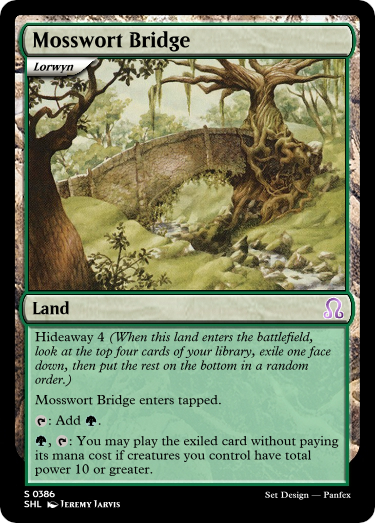 Mosswort Bridge
Lorwyn
Land
Hideaway 4 (When this land enters the battlefield,
look at the top four cards of your library, exile one face
down, then put the rest on the bottom in a random
order.)
Mosswort Bridge enters tapped.
: Add .
, : You may play the exiled card without paying
its mana cost if creatures you control have total
power 10 or greater.
S 0386
SHL Jeremy Jarvis
Set Design — Panfex